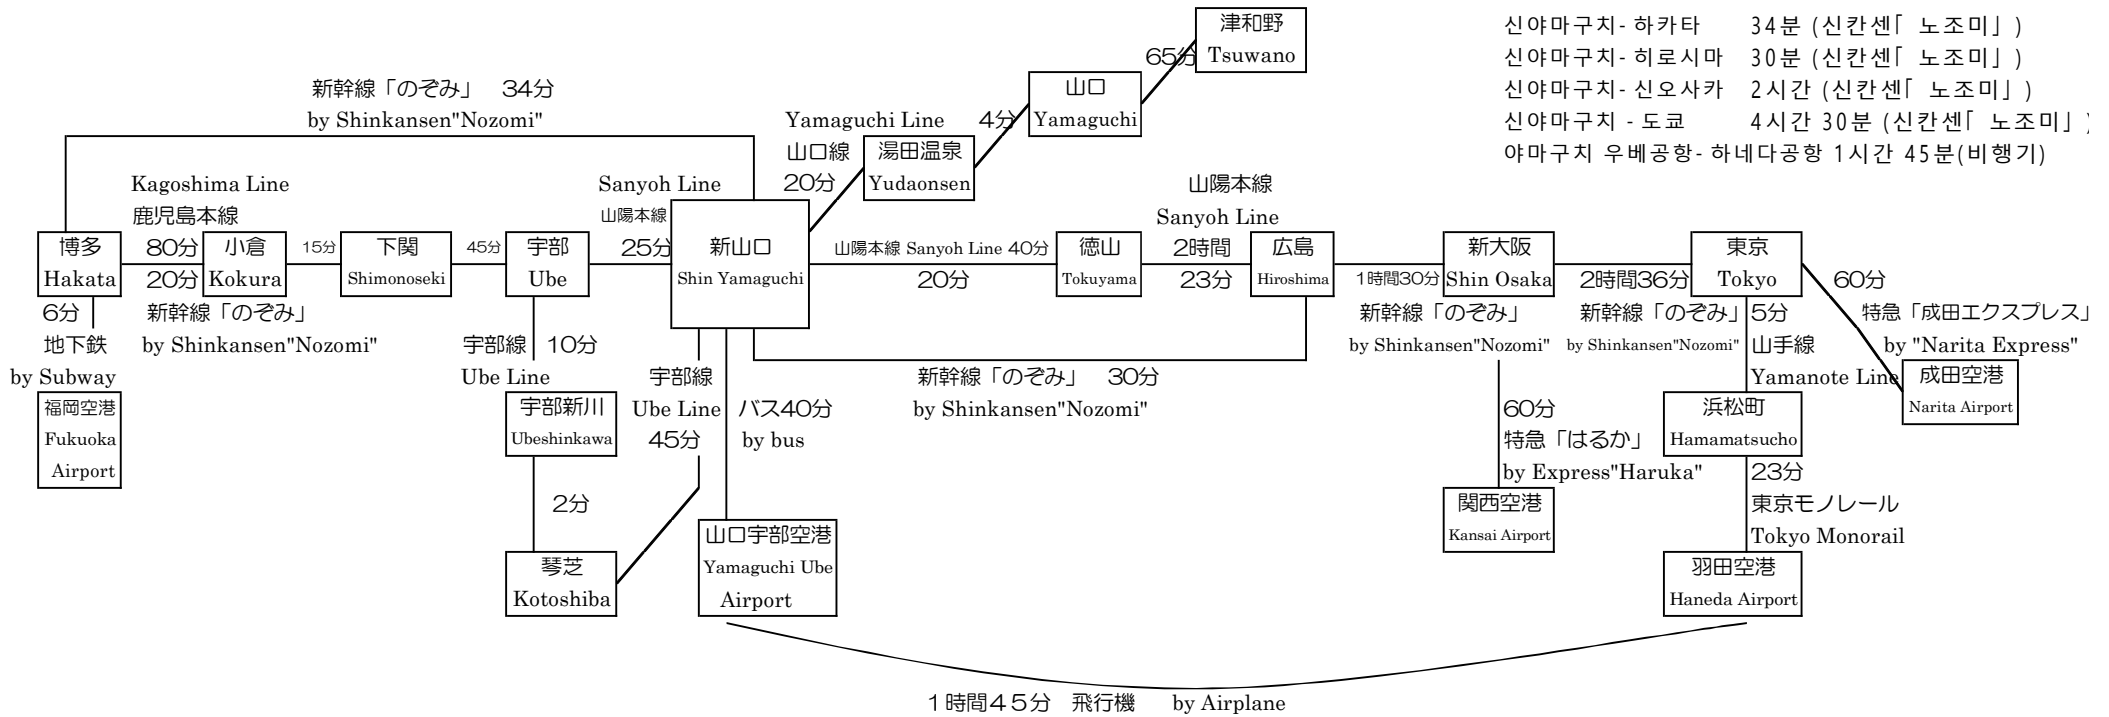 津和野
Tsuwano
65分
山口
Yamaguchi
4分
Yamaguchi Line
山口線
20分
湯田温泉
Yudaonsen
신야마구치- 하카타 34분 (신칸센「 노조미」)
신야마구치- 히로시마 30분 (신칸센「 노조미」)
신야마구치- 신오사카 2시간 (신칸센「 노조미」)
신야마구치 - 도쿄 4시간 30분 (신칸센「 노조미」)
야마구치 우베공항- 하네다공항 1시간 45분(비행기)
新幹線「のぞみ」 34分
by Shinkansen"Nozomi"
Kagoshima Line
鹿児島本線
80分
20分
新幹線「のぞみ」
by Shinkansen"Nozomi"
博多
Hakata
6分
地下鉄
by Subway
福岡空港
Fukuoka
Airport
小倉
Kokura
15分
下関
Shimonoseki
45分
宇部
Ube
Sanyoh Line
山陽本線
25分
新山口
Shin Yamaguchi
宇部線 10分
Ube Line
宇部新川
Ubeshinkawa
2分
琴芝
Kotoshiba
宇部線
Ube Line
45分
バス40分
by bus
山口宇部空港
Yamaguchi Ube
Airport
山陽本線 Sanyoh Line 40分
20分
徳山
Tokuyama
山陽本線
Sanyoh Line
2時間
23分
広島
Hiroshima
新幹線「のぞみ」 30分
by Shinkansen"Nozomi"
1時間30分
新幹線「のぞみ」
by Shinkansen"Nozomi"
新大阪
Shin Osaka
60分
特急「はるか」
by Express"Haruka"
関西空港
Kansai Airport
2時間36分
新幹線「のぞみ」
by Shinkansen"Nozomi"
東京
Tokyo
5分
山手線
Yamanote Line
浜松町
Hamamatsucho
23分
東京モノレール
Tokyo Monorail
羽田空港
Haneda Airport
60分
特急「成田エクスプレス」
by "Narita Express"
成田空港
Narita Airport
1時間45分 飛行機 by Airplane